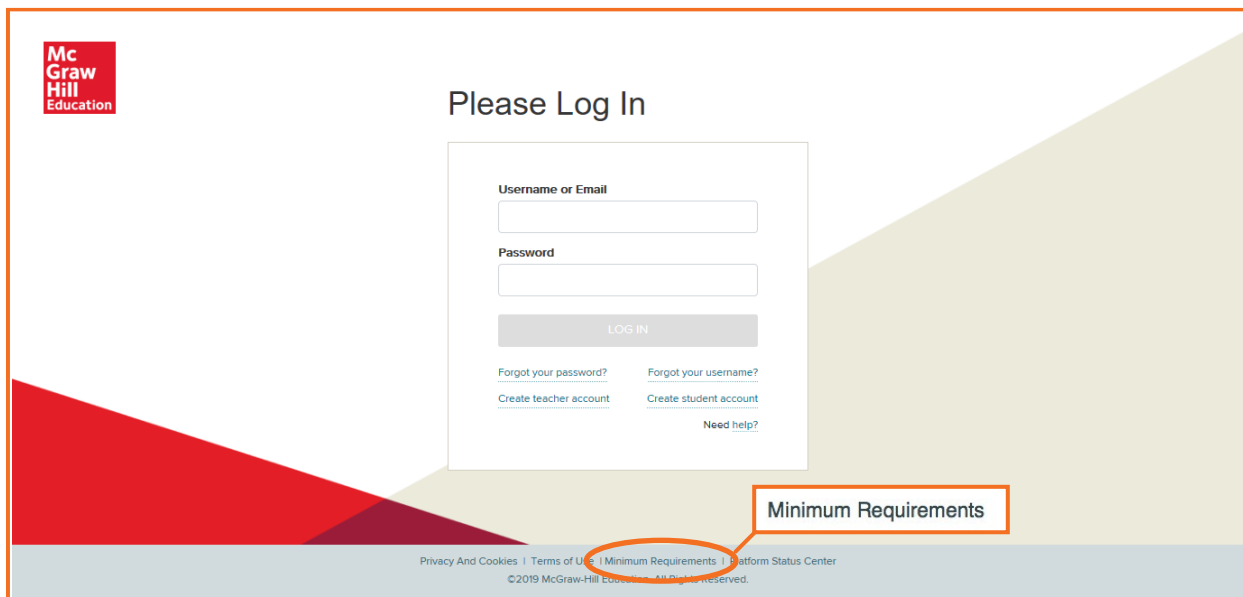 Mc
Graw
Hill
Education
Please Log In
Username or Email
Password
LOG IN
Forgot your password? Forgot your username?
Create teacher account Create student account
Need help?
Minimum Requirements
Privacy And Cookies | Terms of Use | Minimum Requirements | Platform Status Center
©2019 McGraw-Hill Education. All Rights Reserved.